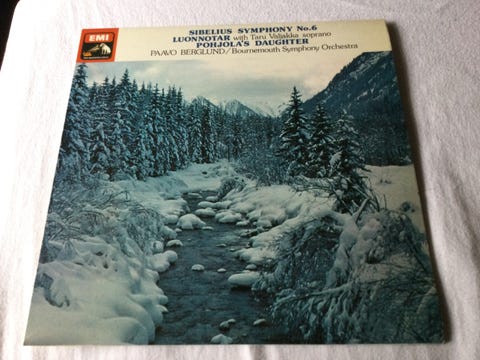 EMI
SIBELIUS SYMPHONY No.6
LUONNOTAR with Taru Valjakka soprano
POHJOLA'S DAUGHTER
PAAVO BERGLUND/Bournemouth Symphony Orchestra